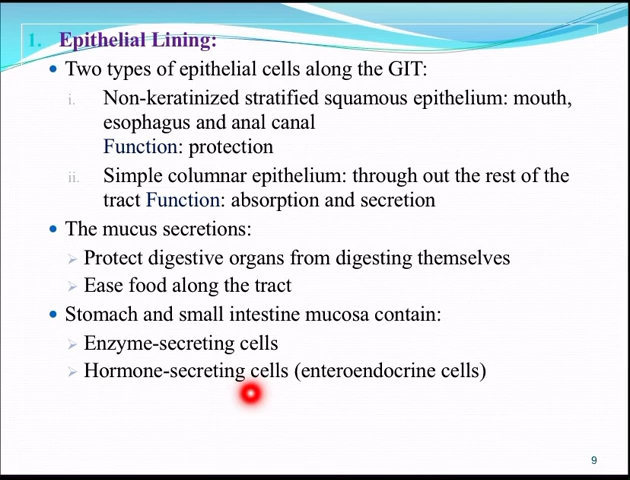 1. Epithelial Lining:
• Two types of epithelial cells along the GIT:
i. Non-keratinized stratified squamous epithelium: mouth,
esophagus and anal canal
Function: protection
ii. Simple columnar epithelium: through out the rest of the
tract Function: absorption and secretion
• The mucus secretions:
➢ Protect digestive organs from digesting themselves
➢ Ease food along the tract
• Stomach and small intestine mucosa contain:
➢ Enzyme-secreting cells
➢ Hormone-secreting cells (enteroendocrine cells)
9